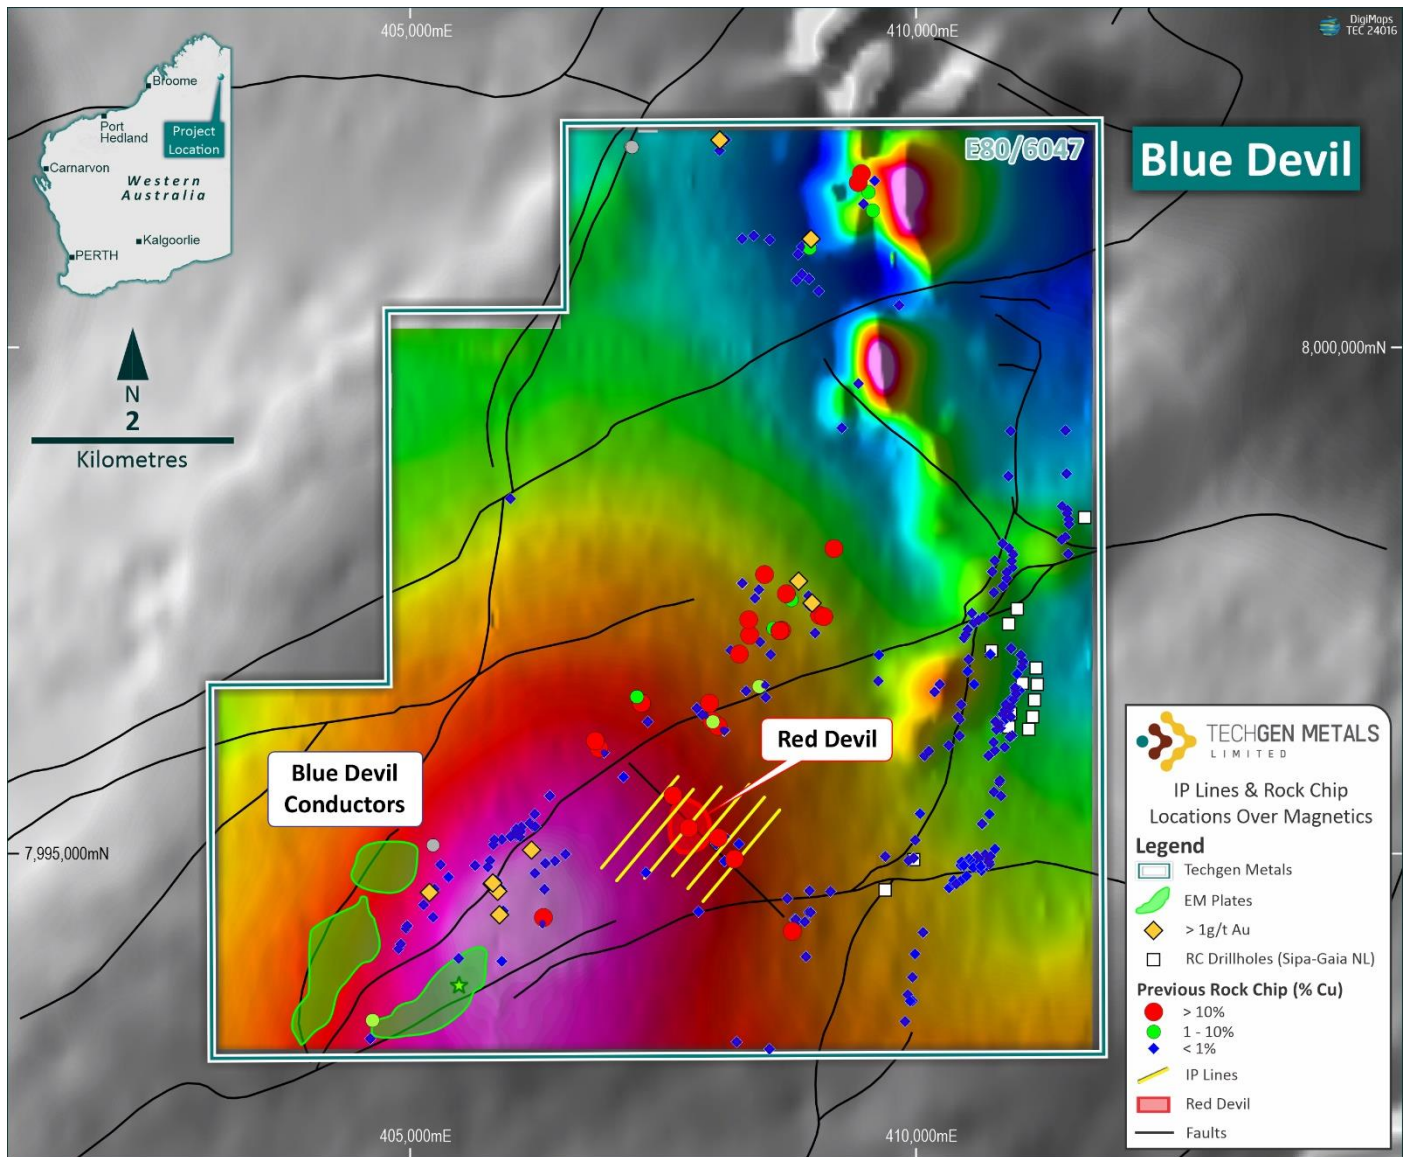 405,000mE
410,000mE
DigiMaps
TEC 24016
Broome
Port
Hedland
Project
Location
Carnarvon
Western
Australia
Kalgoorlie
PERTH
E80/6047
Blue Devil
N
2
Kilometres
8,000,000mN
Red Devil
Blue Devil
Conductors
7,995,000mN
405,000mE
410,000mE
TECHGEN METALS
LIMITED
IP Lines & Rock Chip
Locations Over Magnetics
Legend
Techgen Metals
EM Plates
> 1g/t Au
RC Drillholes (Sipa-Gaia NL)
Previous Rock Chip (% Cu)
> 10%
1 - 10%
< 1%
IP Lines
Red Devil
Faults